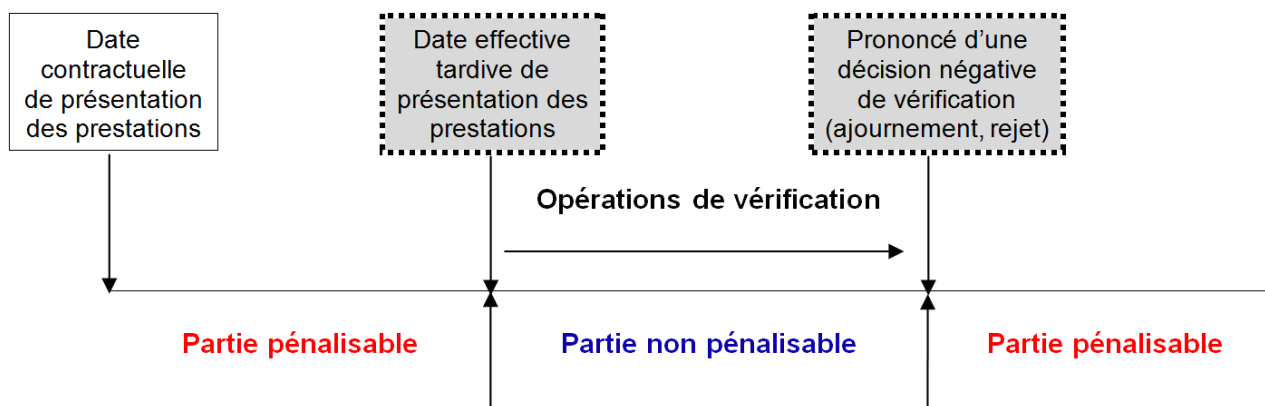 Date
contractuelle
de présentation
des prestations
Date effective
tardive de
présentation des
prestations
Prononcé d’une
décision négative
de vérification
(ajournement, rejet)
Opérations de vérification
Partie pénalisable
Partie non pénalisable
Partie pénalisable